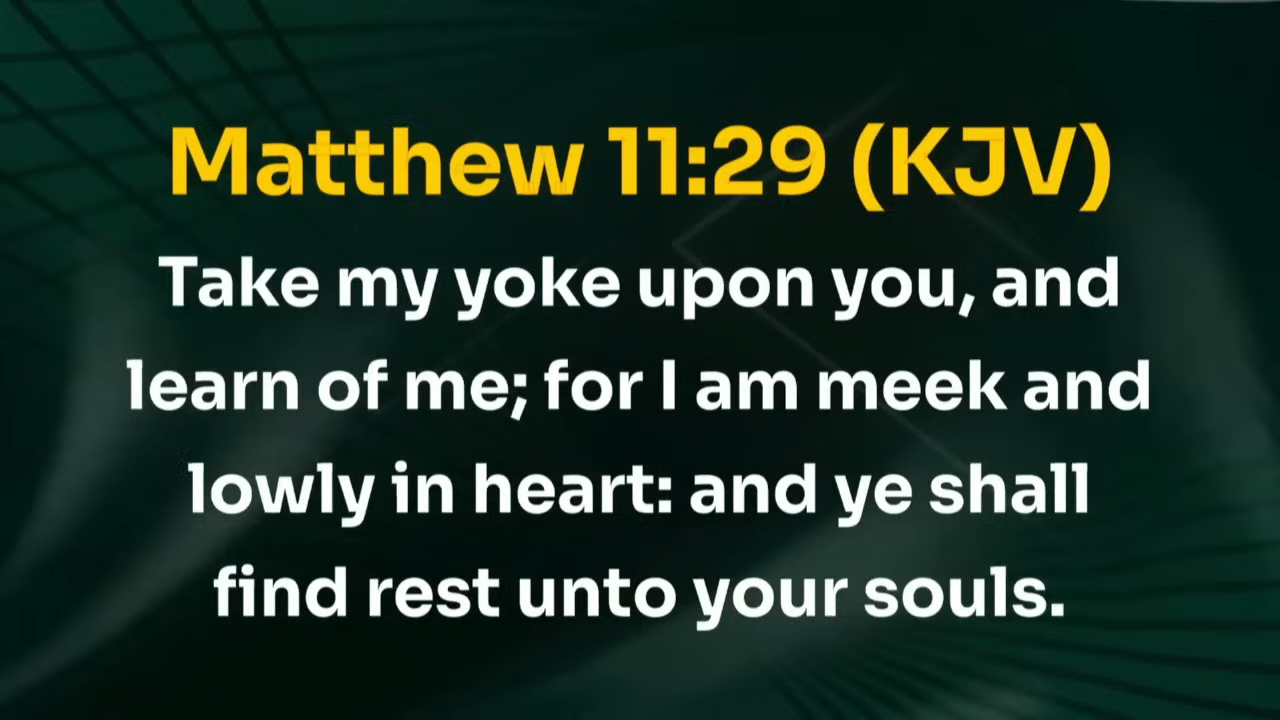 Matthew 11:29 (KJV)
Take my yoke upon you, and
learn of me; for I am meek and
lowly in heart: and ye shall
find rest unto your souls.